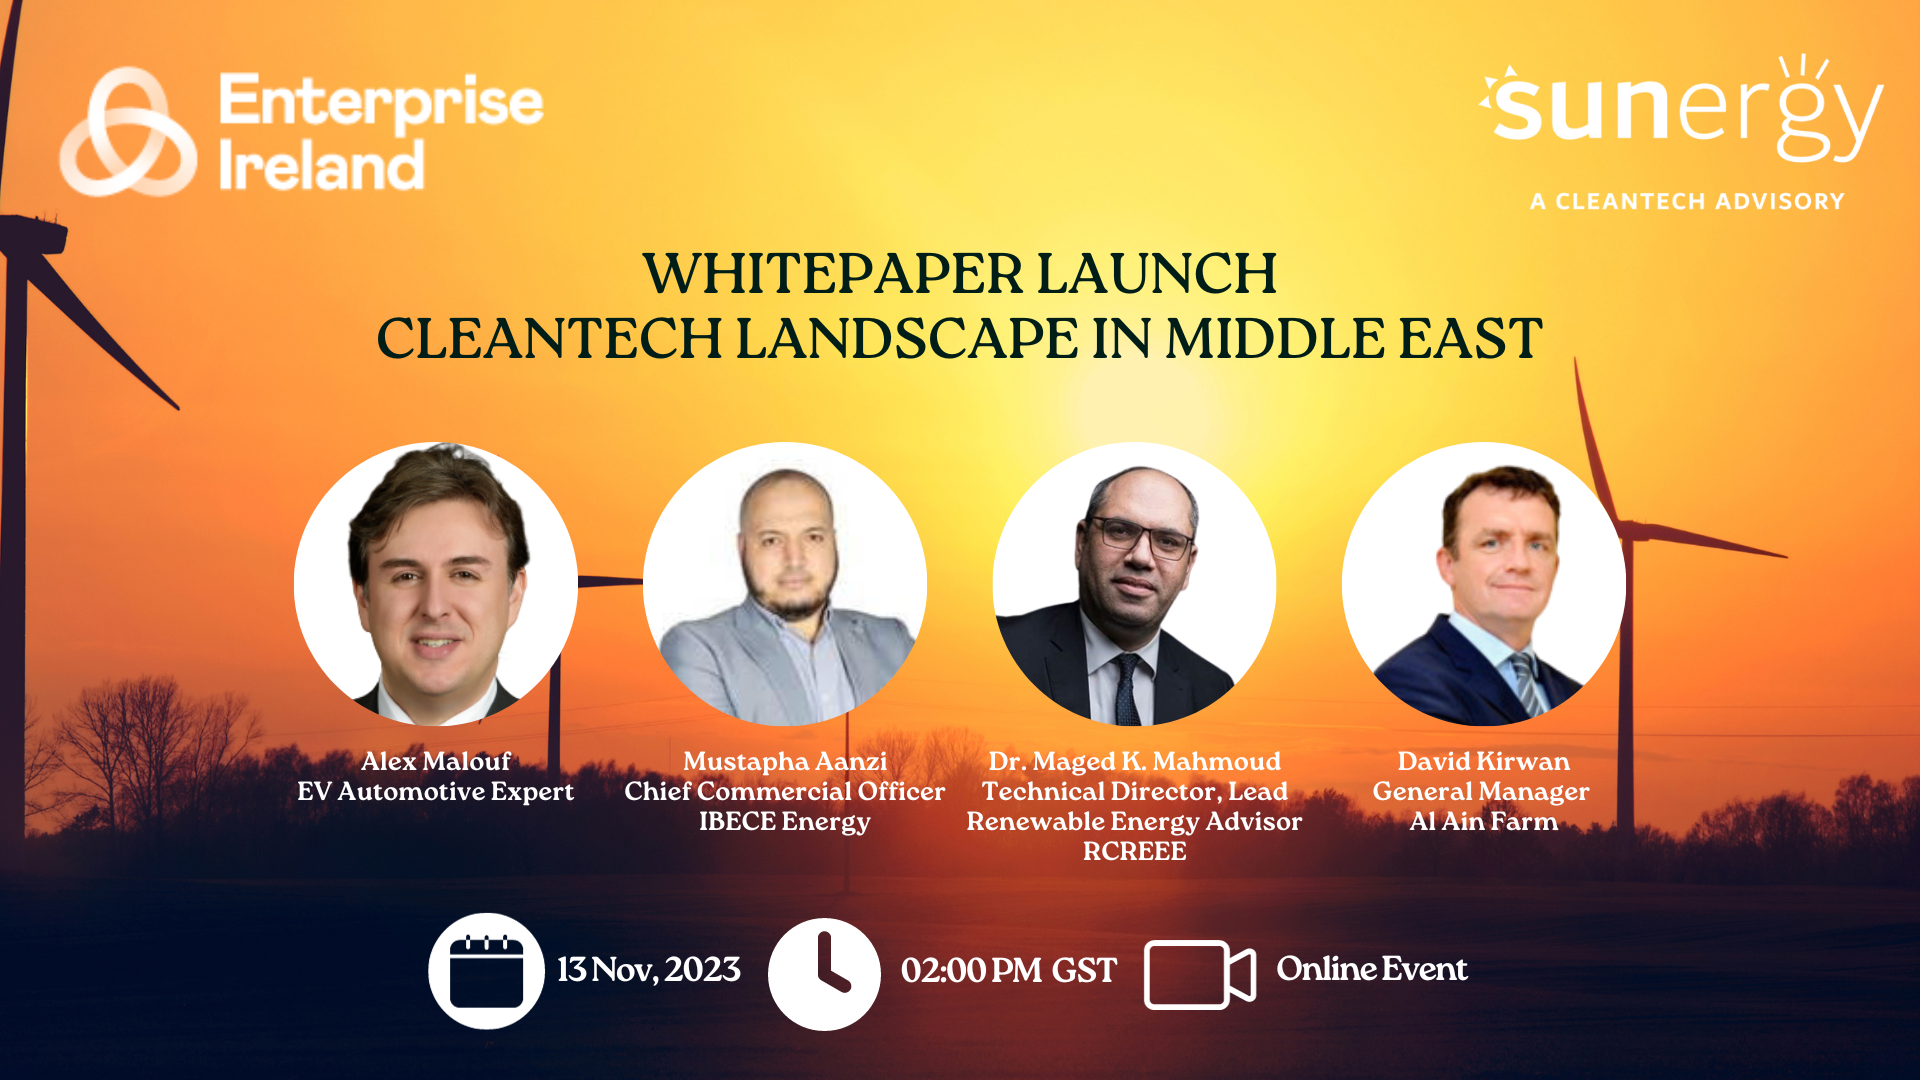 Enterprise
Ireland
sunergy
A CLEANTECH ADVISORY
WHITEPAPER LAUNCH
CLEANTECH LANDSCAPE IN MIDDLE EAST
Alex Malouf
EV Automotive Expert
Mustapha Aanzi
Chief Commercial Officer
IBECE Energy
Dr. Maged K. Mahmoud
Technical Director, Lead
Renewable Energy Advisor
RCREEE
David Kirwan
General Manager
Al Ain Farm
13 Nov, 2023
02:00 PM GST
Online Event